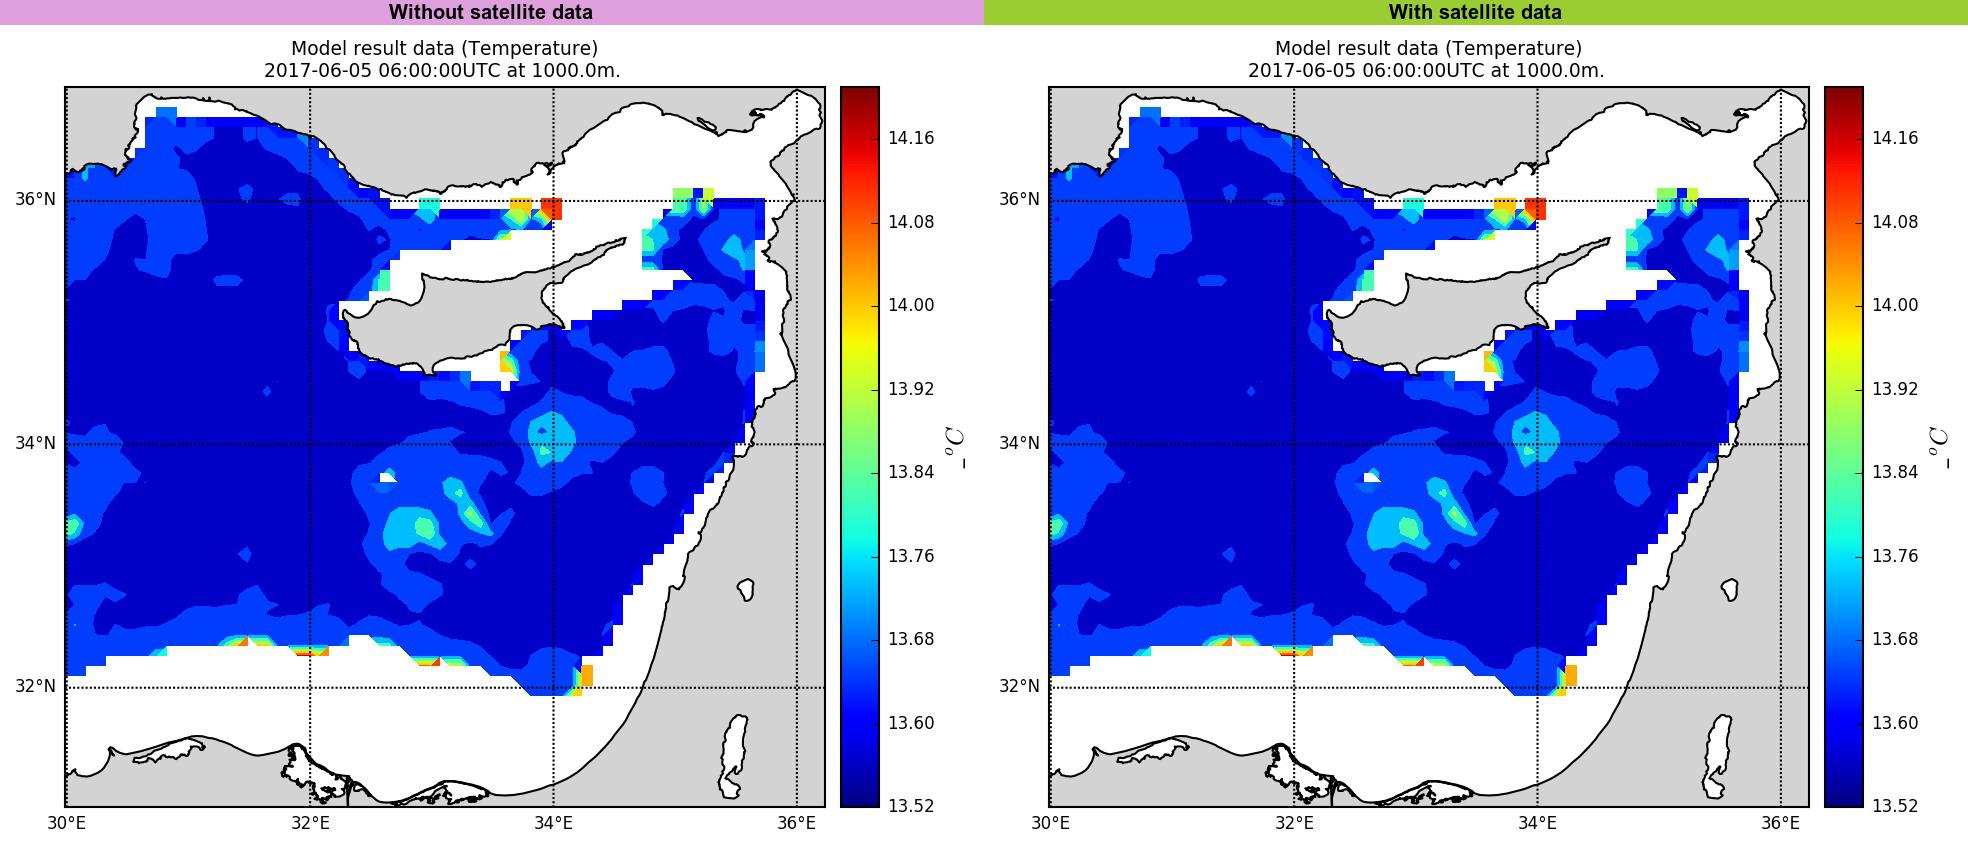 Without satellite data
With satellite data
Model result data (Temperature)
2017-06-05 06:00:00UTC at 1000.0m.
36°N
34°N
32°N
30°E
32°E
34°E
36°E
14.16
14.08
14.00
13.92
13.84
13.76
13.68
13.60
13.52
_°C
Model result data (Temperature)
2017-06-05 06:00:00UTC at 1000.0m.
36°N
34°N
32°N
30°E
32°E
34°E
36°E
14.16
14.08
14.00
13.92
13.84
13.76
13.68
13.60
13.52
_°C